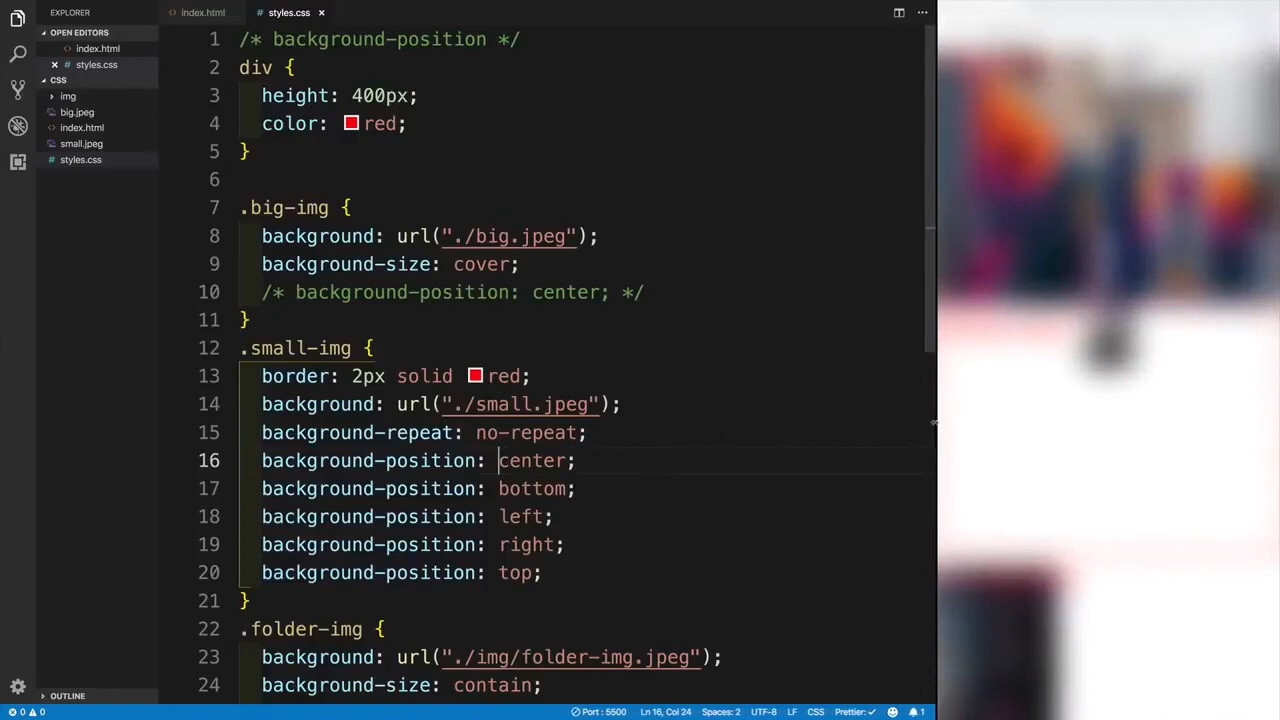 EXPLORER
OPEN EDITORS
index.html
# styles.css
CSS
img
big.jpeg
index.html
small.jpeg
# styles.css
OUTLINE
index.html
# styles.css
1 /* background-position */
2 div {
3 height: 400px;
4 color: red;
5 }
6
7 .big-img {
8 background: url("./big.jpeg");
9 background-size: cover;
10 /* background-position: center; */
11 }
12 .small-img {
13 border: 2px solid red;
14 background: url("./small.jpeg");
15 background-repeat: no-repeat;
16 background-position: center;
17 background-position: bottom;
18 background-position: left;
19 background-position: right;
20 background-position: top;
21 }
22 .folder-img {
23 background: url("./img/folder-img.jpeg");
24 background-size: contain;
0 0 Port : 5500 Ln 16, Col 24 Spaces: 2 UTF-8 LF CSS Prettier: ✓ 1